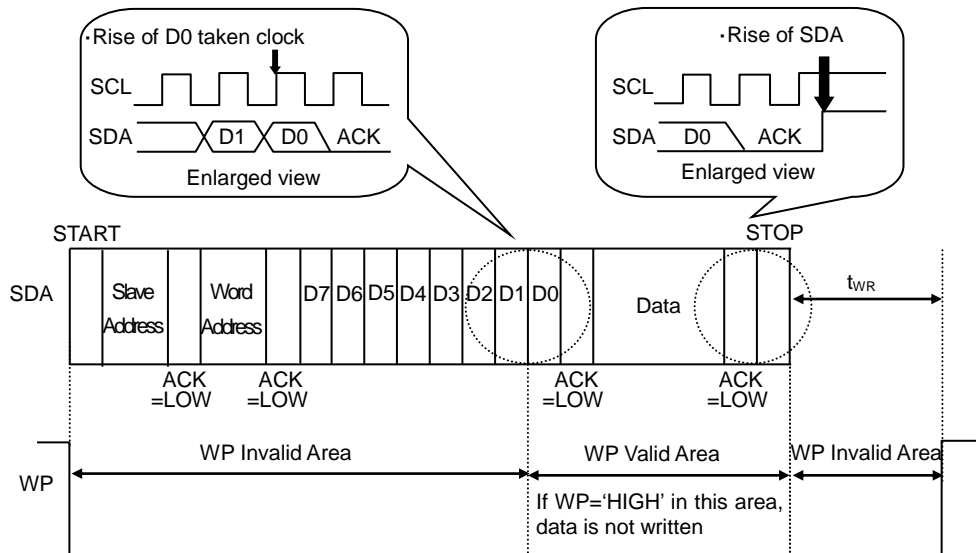 ·Rise of D0 taken clock
SCL
SDA
D1
D0
ACK
Enlarged view
·Rise of SDA
SCL
SDA
D0
ACK
Enlarged view
START
STOP
SDA
Slave
Address
Word
Address
D7
D6
D5
D4
D3
D2
D1
D0
Data
tWR
ACK
=LOW
ACK
=LOW
ACK
=LOW
ACK
=LOW
WP
WP Invalid Area
WP Valid Area
WP Invalid Area
If WP='HIGH' in this area,
data is not written